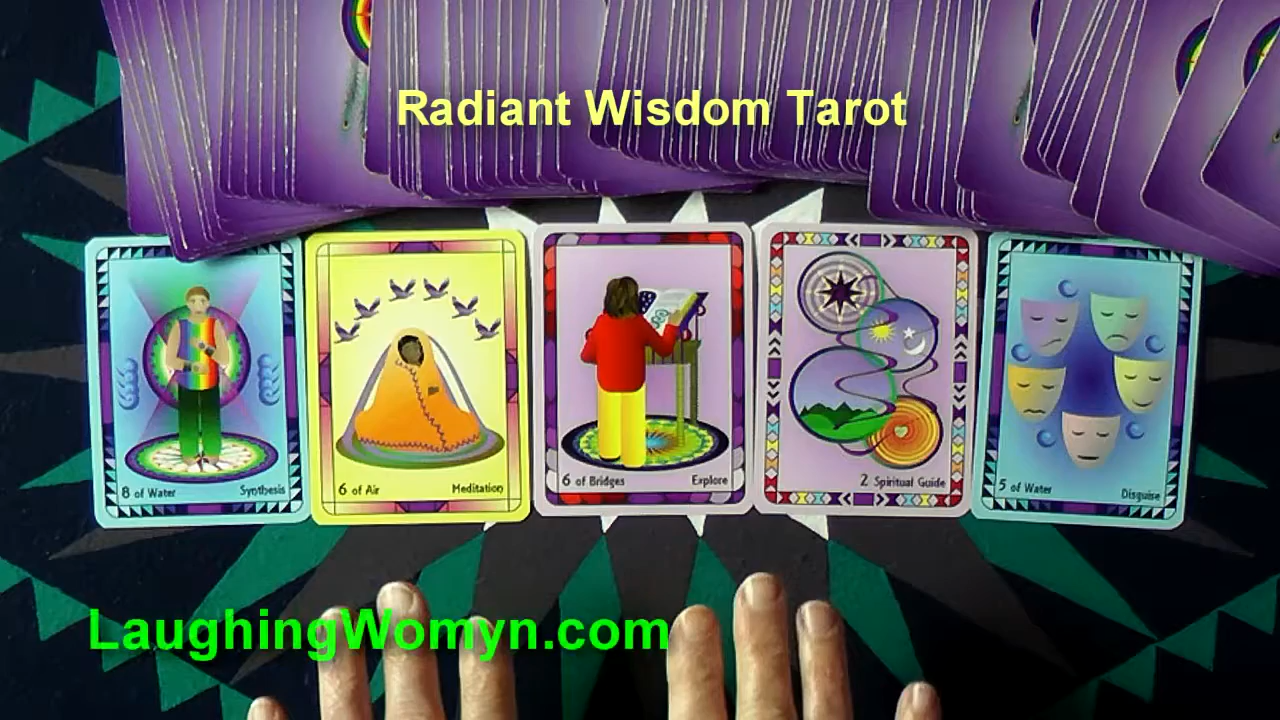 Radiant Wisdom Tarot
8 of Water
Synthesis
6 of Air
Meditation
6 of Bridges
Explore
2 Spiritual Guide
5 of Water
Disguise
LaughingWomyn.com